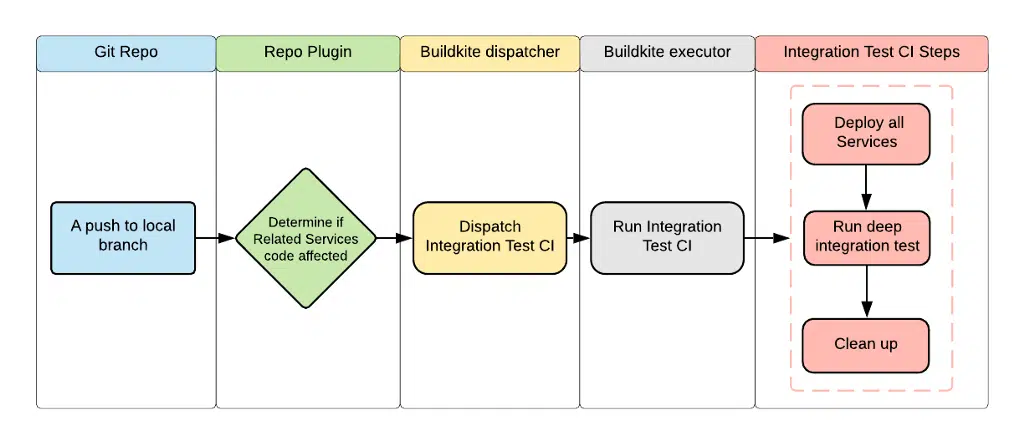 Git Repo
Repo Plugin
Buildkite dispatcher
Buildkite executor
Integration Test CI Steps
A push to local
branch
Determine if
Related Services
code affected
Dispatch
Integration Test CI
Run Integration
Test CI
Deploy all
Services
Run deep
integration test
Clean up